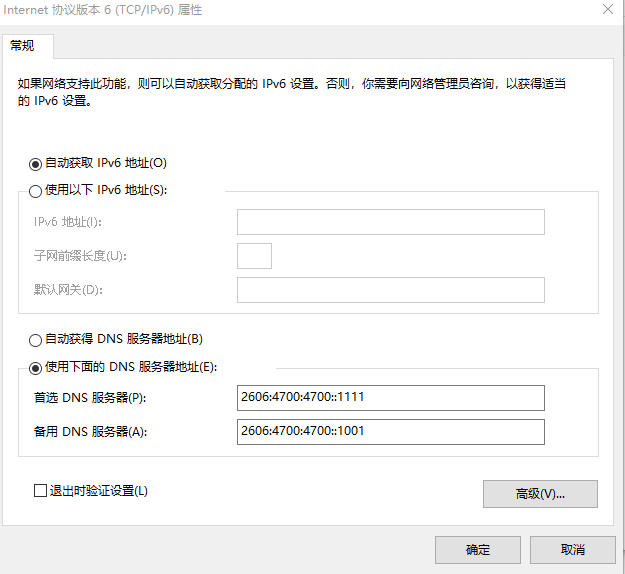 Internet 协议版本 6 (TCP/IPv6) 属性
常规
如果网络支持此功能，则可以自动获取分配的 IPv6 设置。否则，你需要向网络管理员咨询，以获得适当
的 IPv6 设置。
自动获取 IPv6 地址(O)
使用以下 IPv6 地址(S):
IPv6 地址(I):
子网前缀长度(U):
默认网关(D):
自动获得 DNS 服务器地址(B)
使用下面的 DNS 服务器地址(E):
首选 DNS 服务器(P):
2606:4700:4700::1111
备用 DNS 服务器(A):
2606:4700:4700::1001
退出时验证设置(L)
高级(V)...
确定
取消